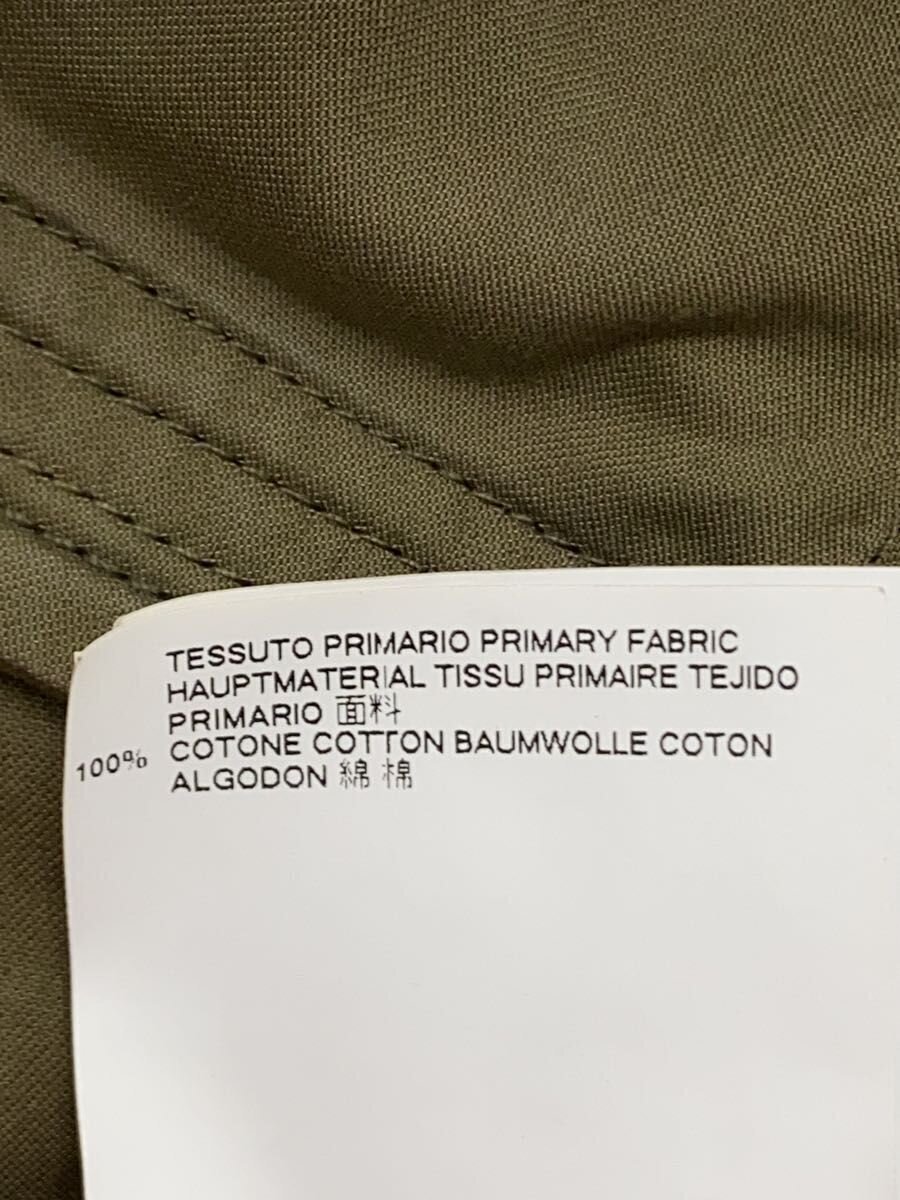 TESSUTO PRIMARIO PRIMARY FABRIC
HAUPTMATERIAL TISSU PRIMAIRE TEJIDO
PRIMARIO 面料
100% COTONE COTTON BAUMWOLLE COTON
ALGODON 綿 棉